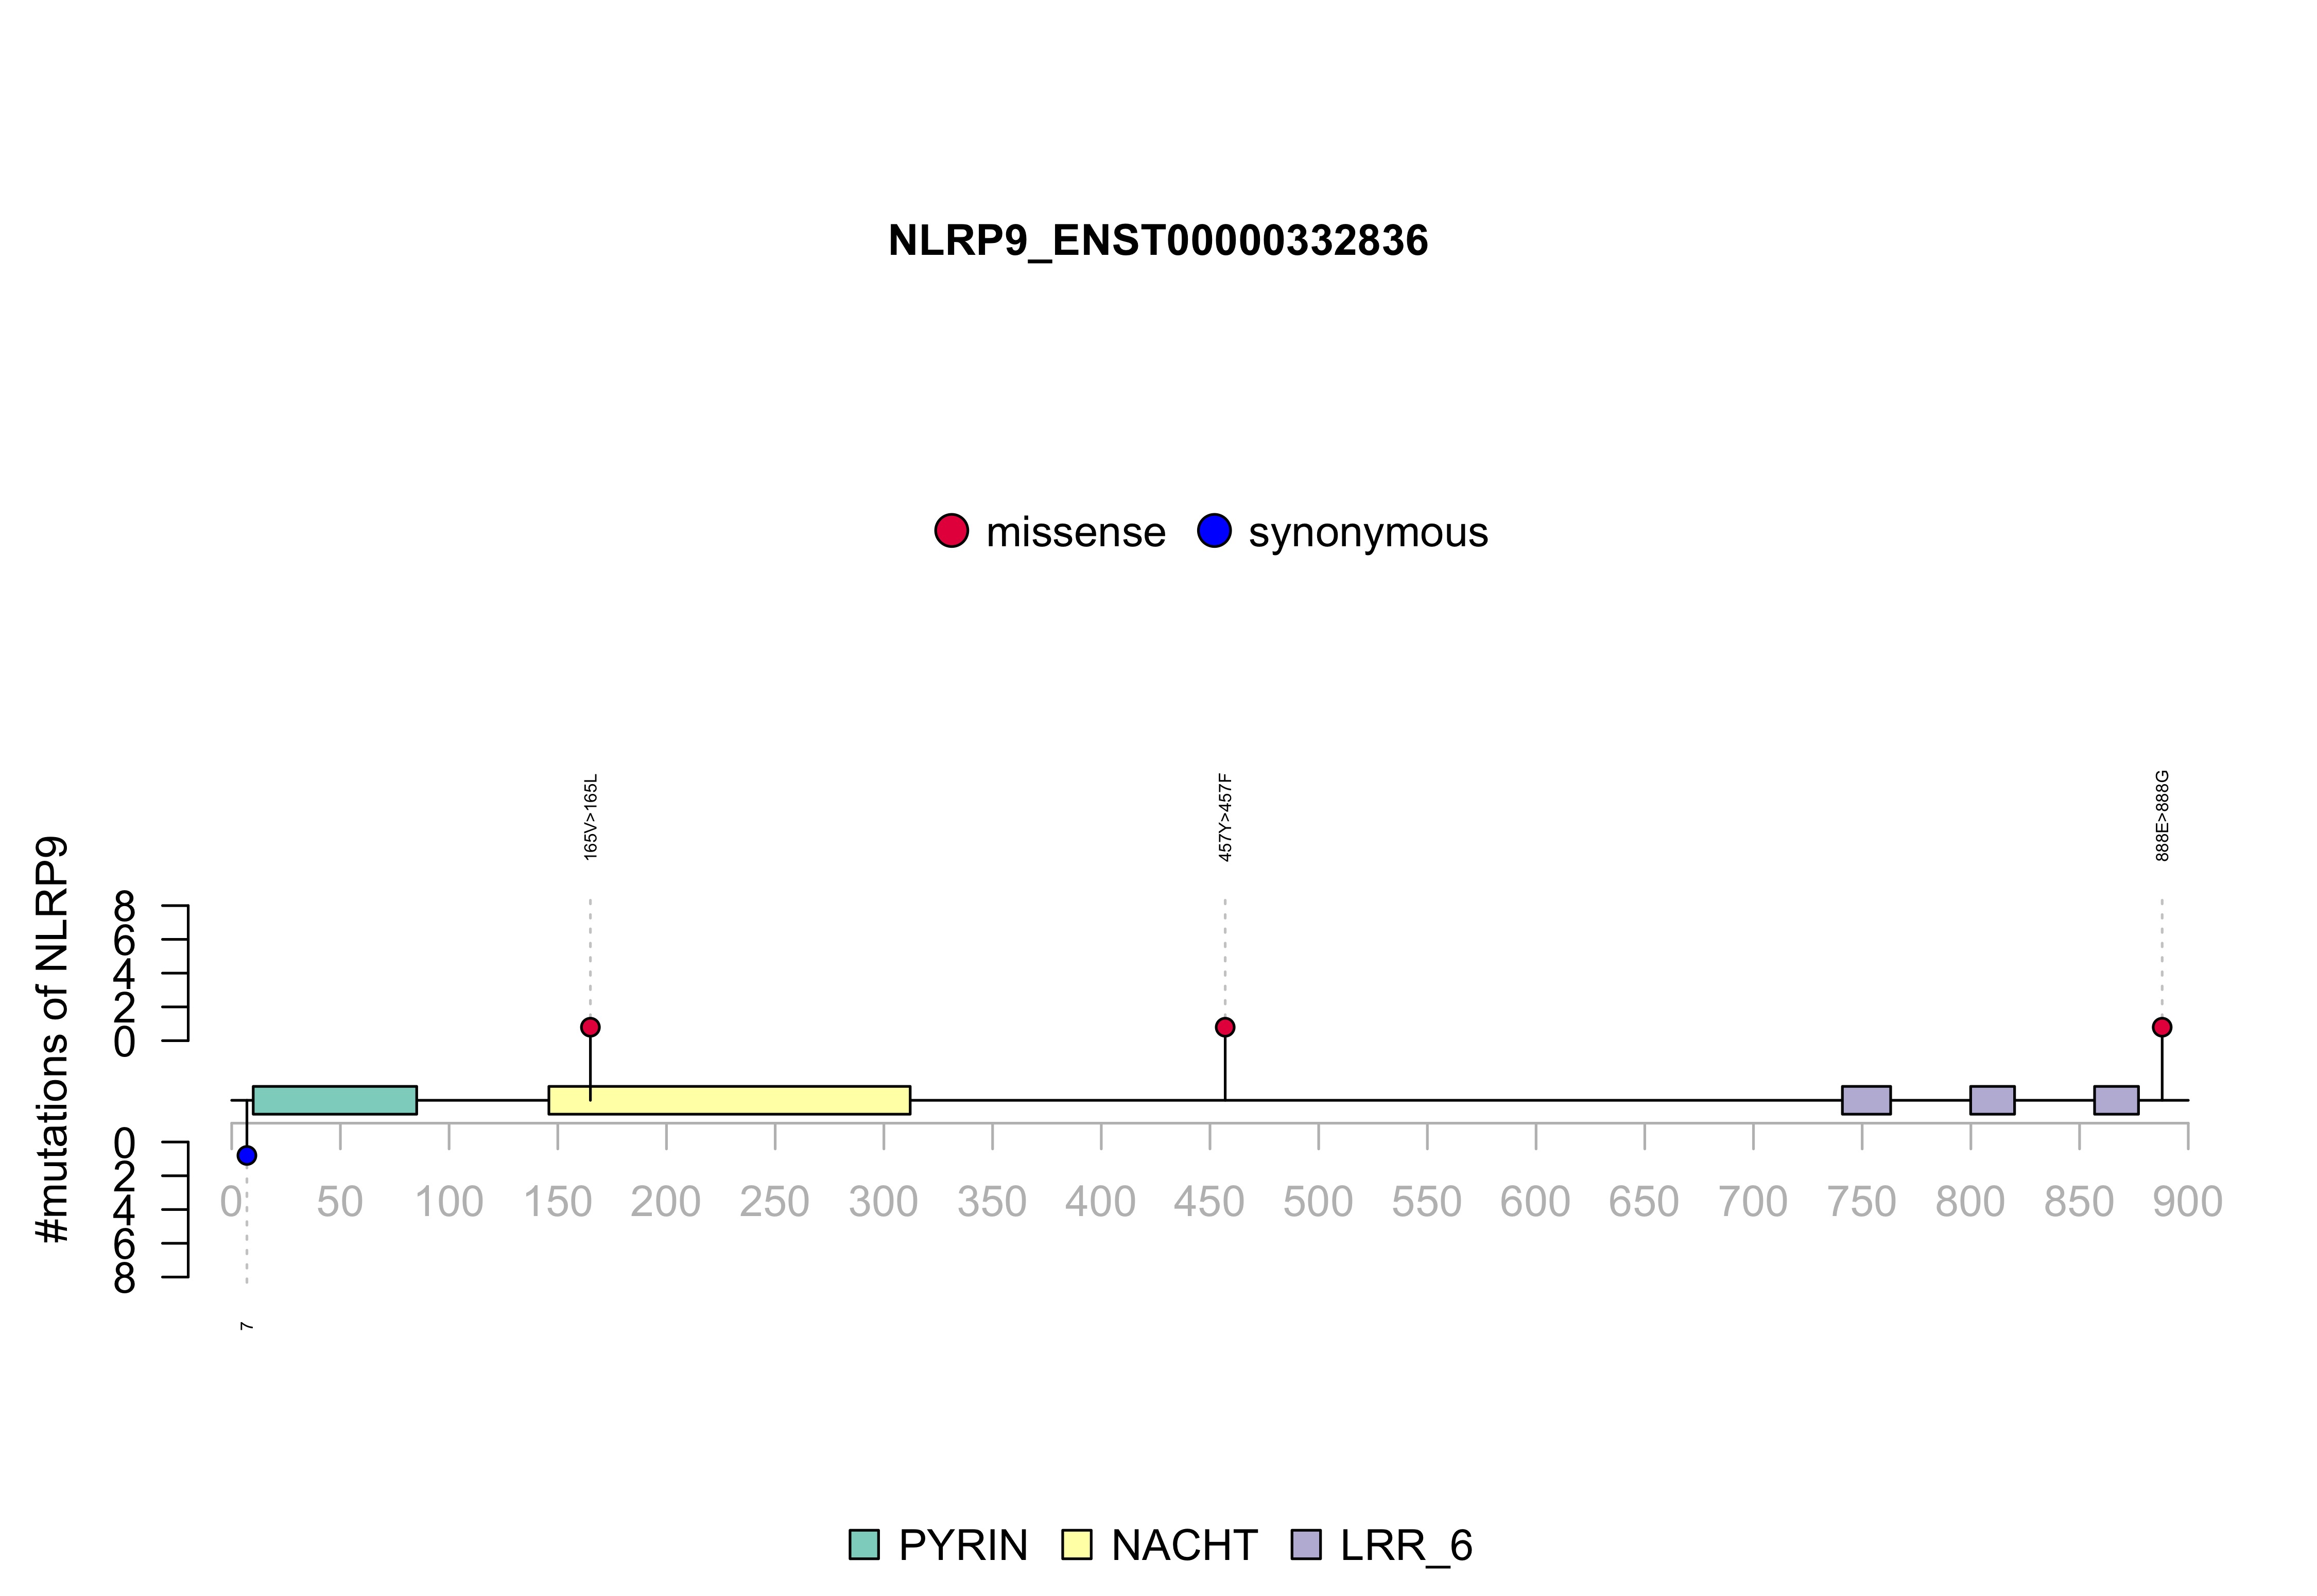 NLRP9_ENST00000332836
missense synonymous
165V>165L 457Y>457F 888E>888G
#mutations of NLRP9
8
6
4
2
0
0
2
4
6
8
0 50 100 150 200 250 300 350 400 450 500 550 600 650 700 750 800 850 900
7
PYRIN NACHT LRR_6